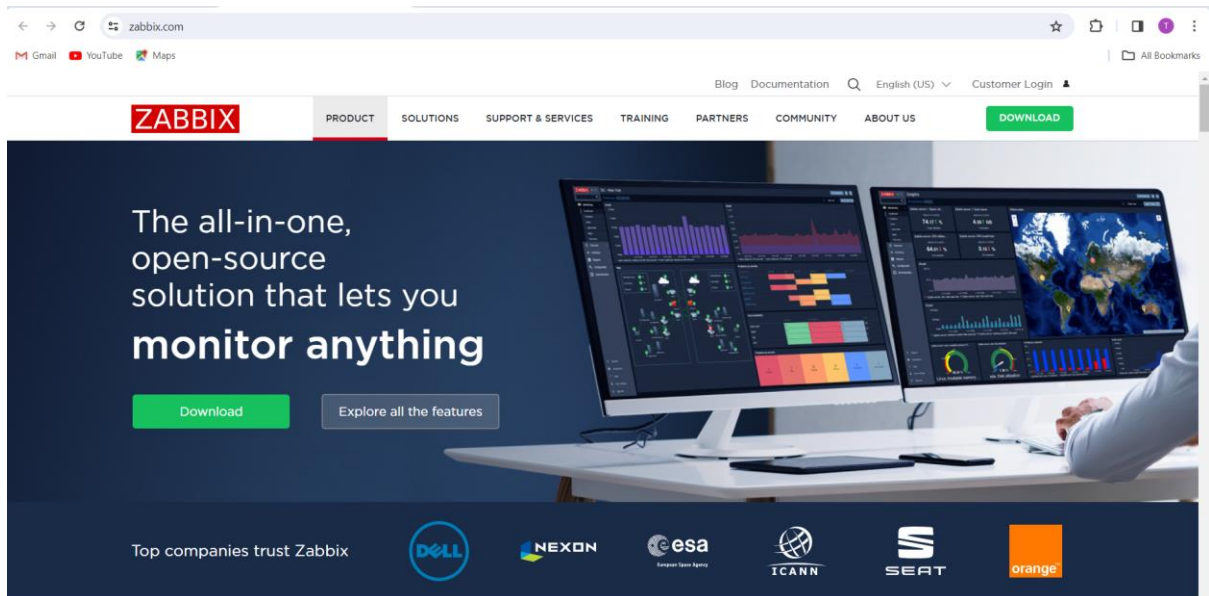 zabbix.com
Gmail YouTube Maps All Bookmarks
Blog Documentation English (US) Customer Login
ZABBIX PRODUCT SOLUTIONS SUPPORT & SERVICES TRAINING PARTNERS COMMUNITY ABOUT US DOWNLOAD
The all-in-one,
open-source
solution that lets you
monitor anything
Download Explore all the features
Top companies trust Zabbix DELL NEXON esa ICANN SEAT orange
European Space Agency